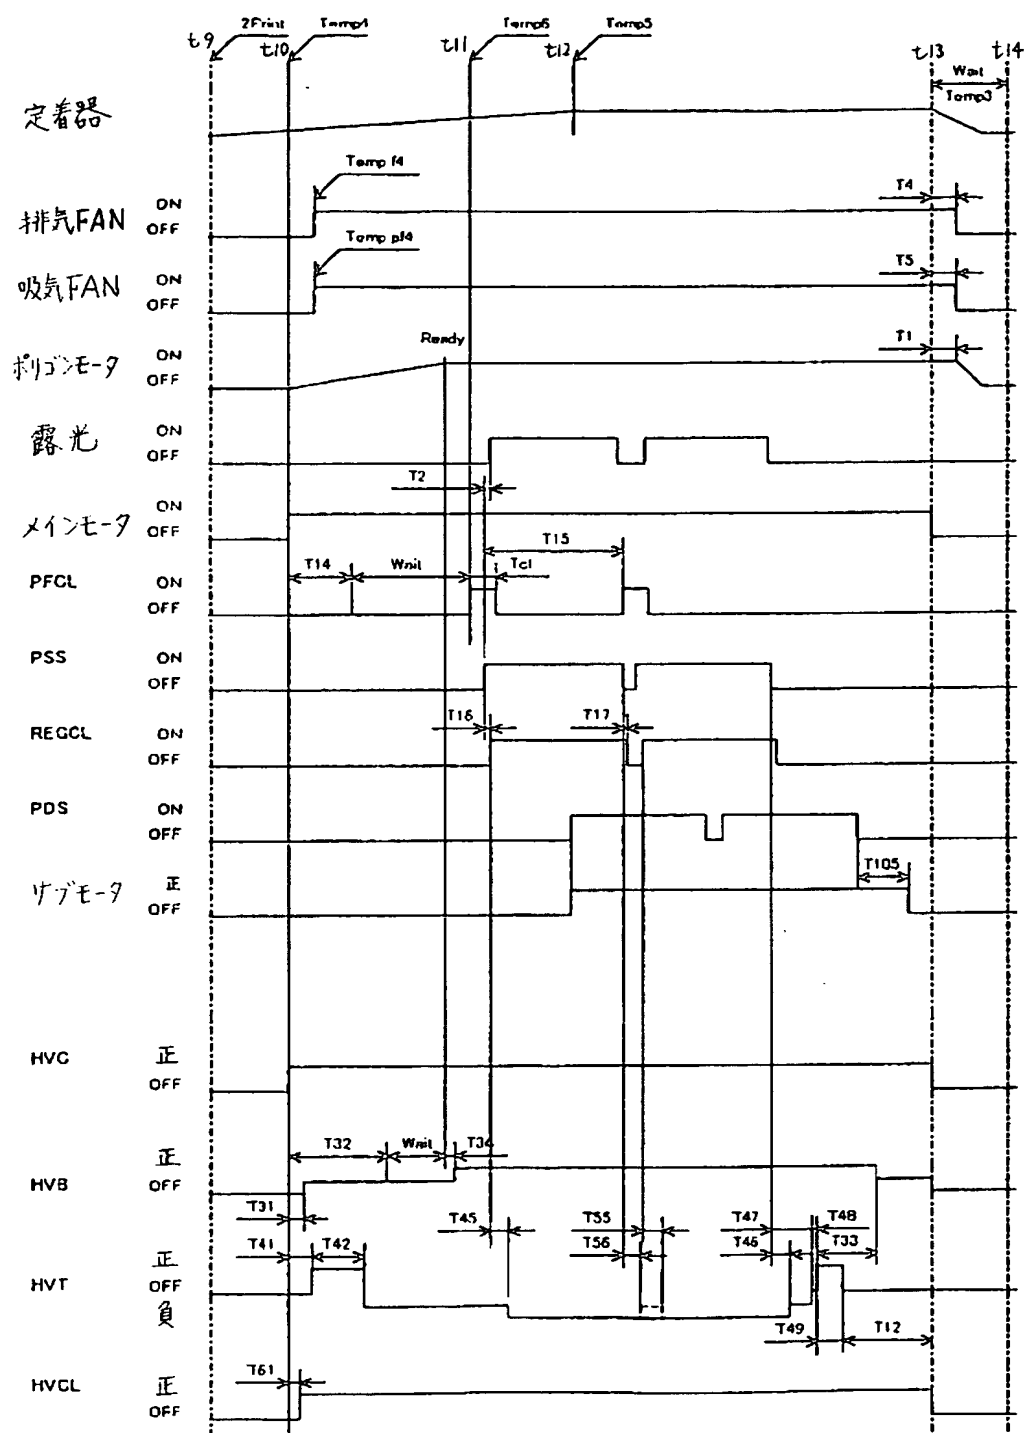 t9 2Print t10 Temp4 t11 Temp6 t12 Temp5 t13 t14
Wait
Temp3
定着器
Temp f4
T4
排気FAN ON
OFF
Temp pf4
T5
吸気FAN ON
OFF
Ready
T1
ポリゴンモータ ON
OFF
露光 ON
OFF
T2
メインモータ ON
OFF
T15
T14 Wait Tcl
PFCL ON
OFF
PSS ON
OFF
T16 T17
REGCL ON
OFF
PDS ON
OFF
T105
サブモータ 正
OFF
HVC 正
OFF
T32 Wait T34
HVB 正
OFF
T31 T45 T55 T47 T48
T41 T42 T56 T46 T33
HVT 正
OFF
負
T49 T12
T61
HVCL 正
OFF